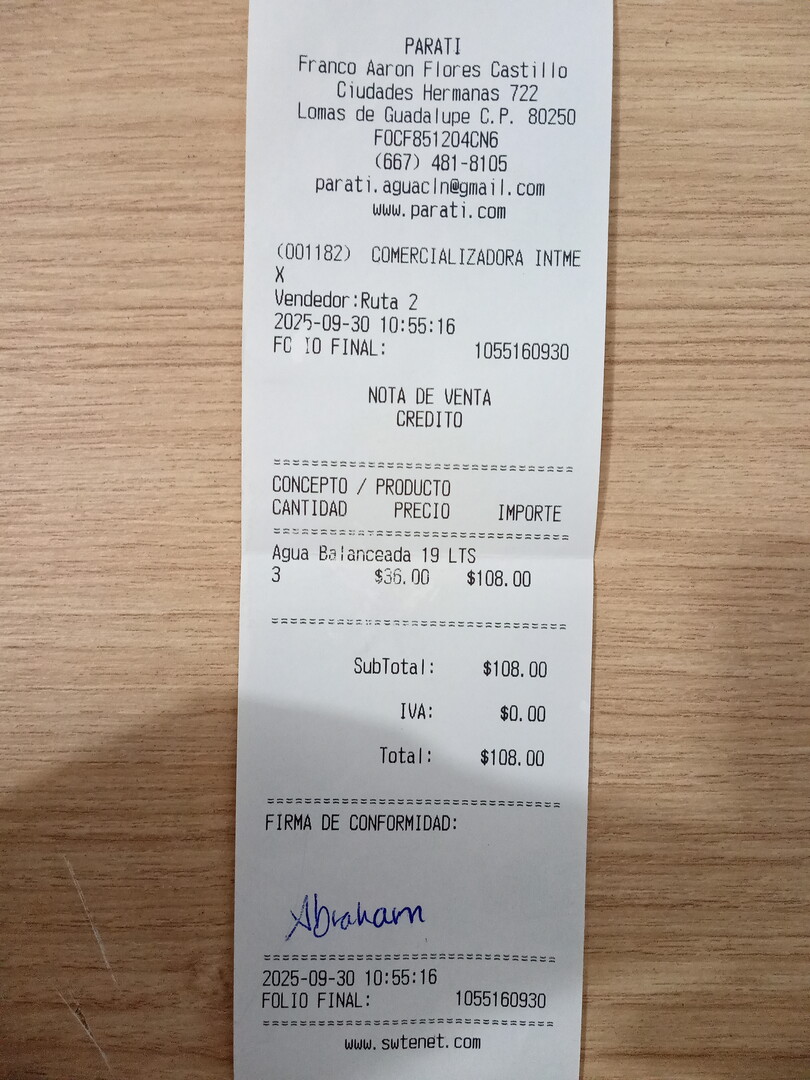 PARATI
Franco Aaron Flores Castillo
Ciudades Hermanas 722
Lomas de Guadalupe C.P. 80250
FOCF851204CN6
(667) 481-8105
parati.aguacln@gmail.com
www.parati.com
(001182) COMERCIALIZADORA INTME
X
Vendedor:Ruta 2
2025-09-30 10:55:16
FOLIO FINAL: 1055160930
NOTA DE VENTA
CREDITO
================================
CONCEPTO / PRODUCTO
CANTIDAD PRECIO IMPORTE
================================
Agua Balanceada 19 LTS
3 $36.00 $108.00
================================
SubTotal: $108.00
IVA: $0.00
Total: $108.00
================================
FIRMA DE CONFORMIDAD:
Abraham
================================
2025-09-30 10:55:16
FOLIO FINAL: 1055160930
================================
www.swtenet.com